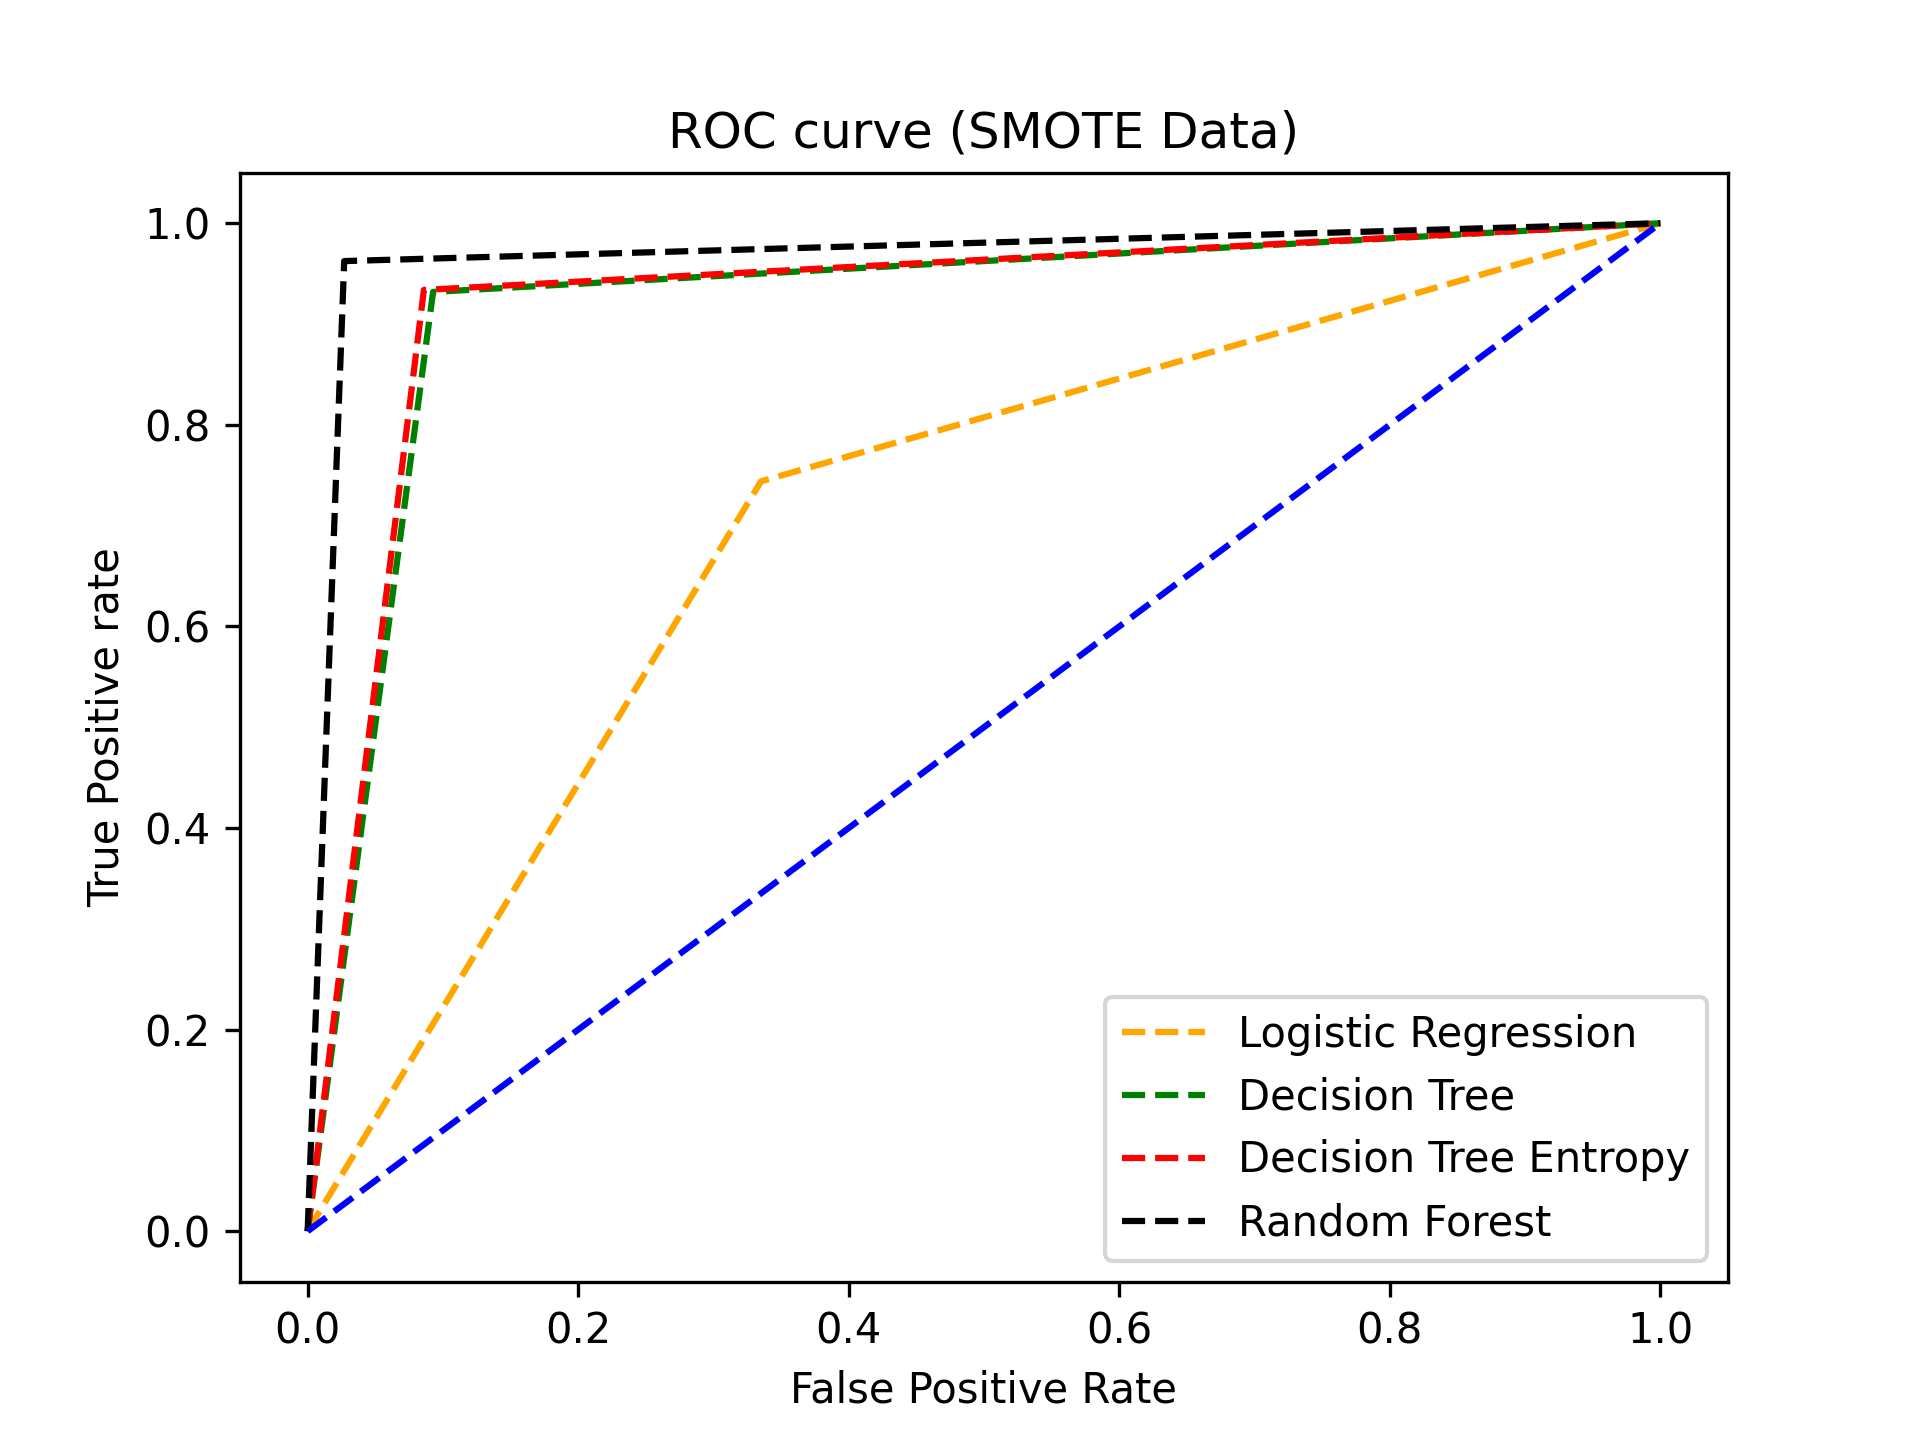 ROC curve (SMOTE Data)
True Positive rate
1.0
0.8
0.6
0.4
0.2
0.0
0.0 0.2 0.4 0.6 0.8 1.0
False Positive Rate
Logistic Regression
Decision Tree
Decision Tree Entropy
Random Forest